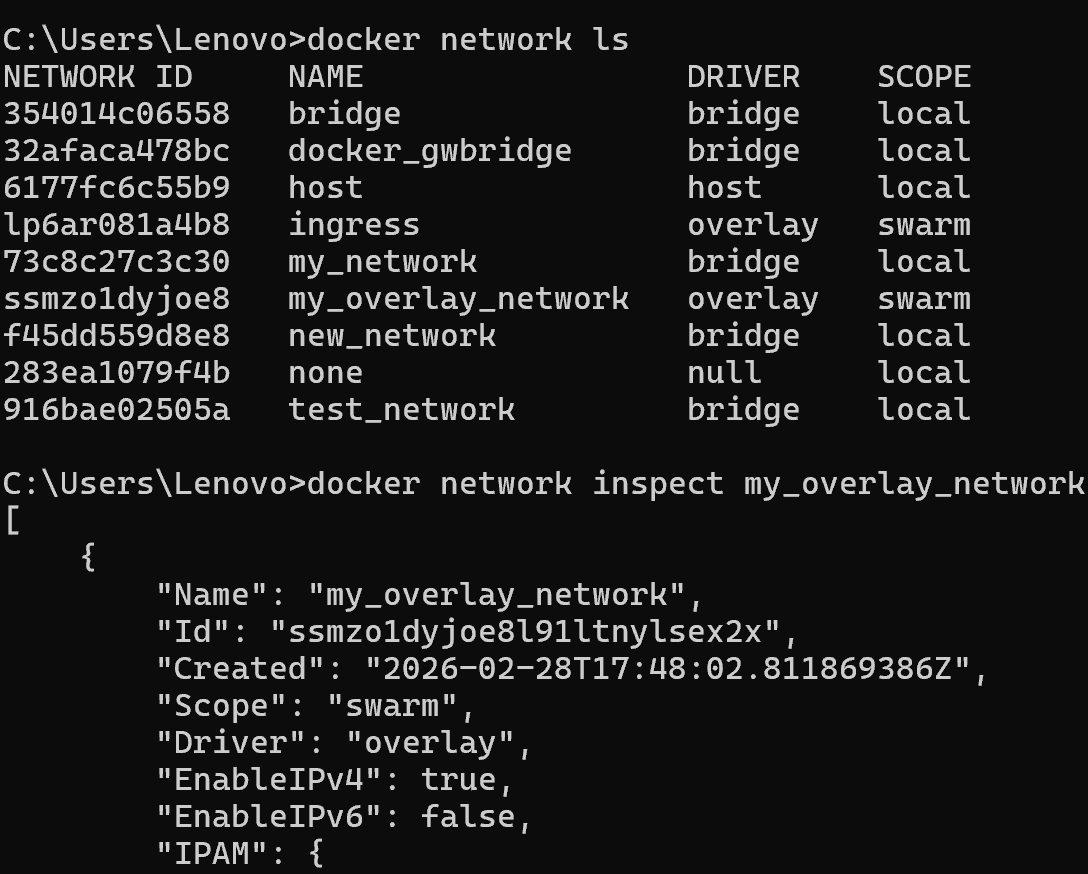 C:\Users\Lenovo>docker network ls
NETWORK ID     NAME                 DRIVER    SCOPE
354014c06558   bridge               bridge    local
32afaca478bc   docker_gwbridge      bridge    local
6177fc6c55b9   host                 host      local
lp6ar081a4b8   ingress              overlay   swarm
73c8c27c3c30   my_network           bridge    local
ssmzo1dyjoe8   my_overlay_network   overlay   swarm
f45dd559d8e8   new_network          bridge    local
283ea1079f4b   none                 null      local
916bae02505a   test_network         bridge    local
C:\Users\Lenovo>docker network inspect my_overlay_network
[
    {
        "Name": "my_overlay_network",
        "Id": "ssmzo1dyjoe8l91ltnylsex2x",
        "Created": "2026-02-28T17:48:02.811869386Z",
        "Scope": "swarm",
        "Driver": "overlay",
        "EnableIPv4": true,
        "EnableIPv6": false,
        "IPAM": {